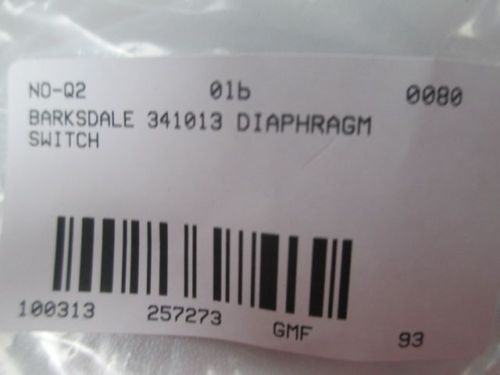 NO-Q2 01b 0080
BARKSDALE 341013 DIAPHRAGM
SWITCH
100313 257273 GMF 93